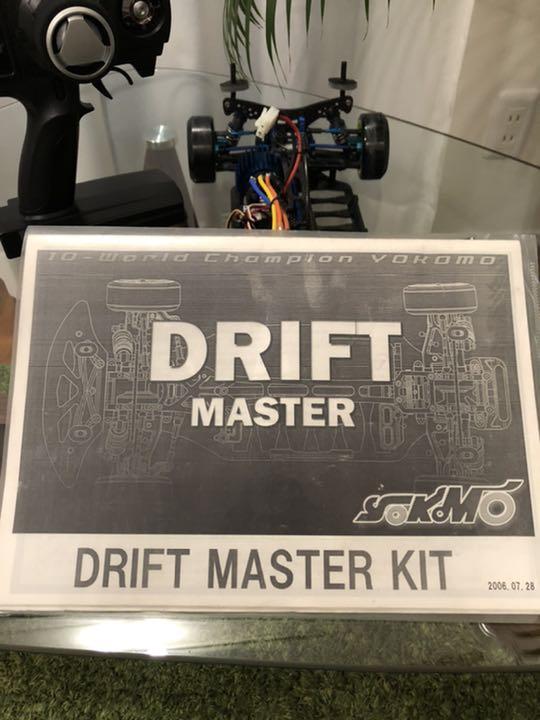 10-World Champion YOKOMO
DRIFT
MASTER
YOKOMO
DRIFT MASTER KIT
2006. 07. 28